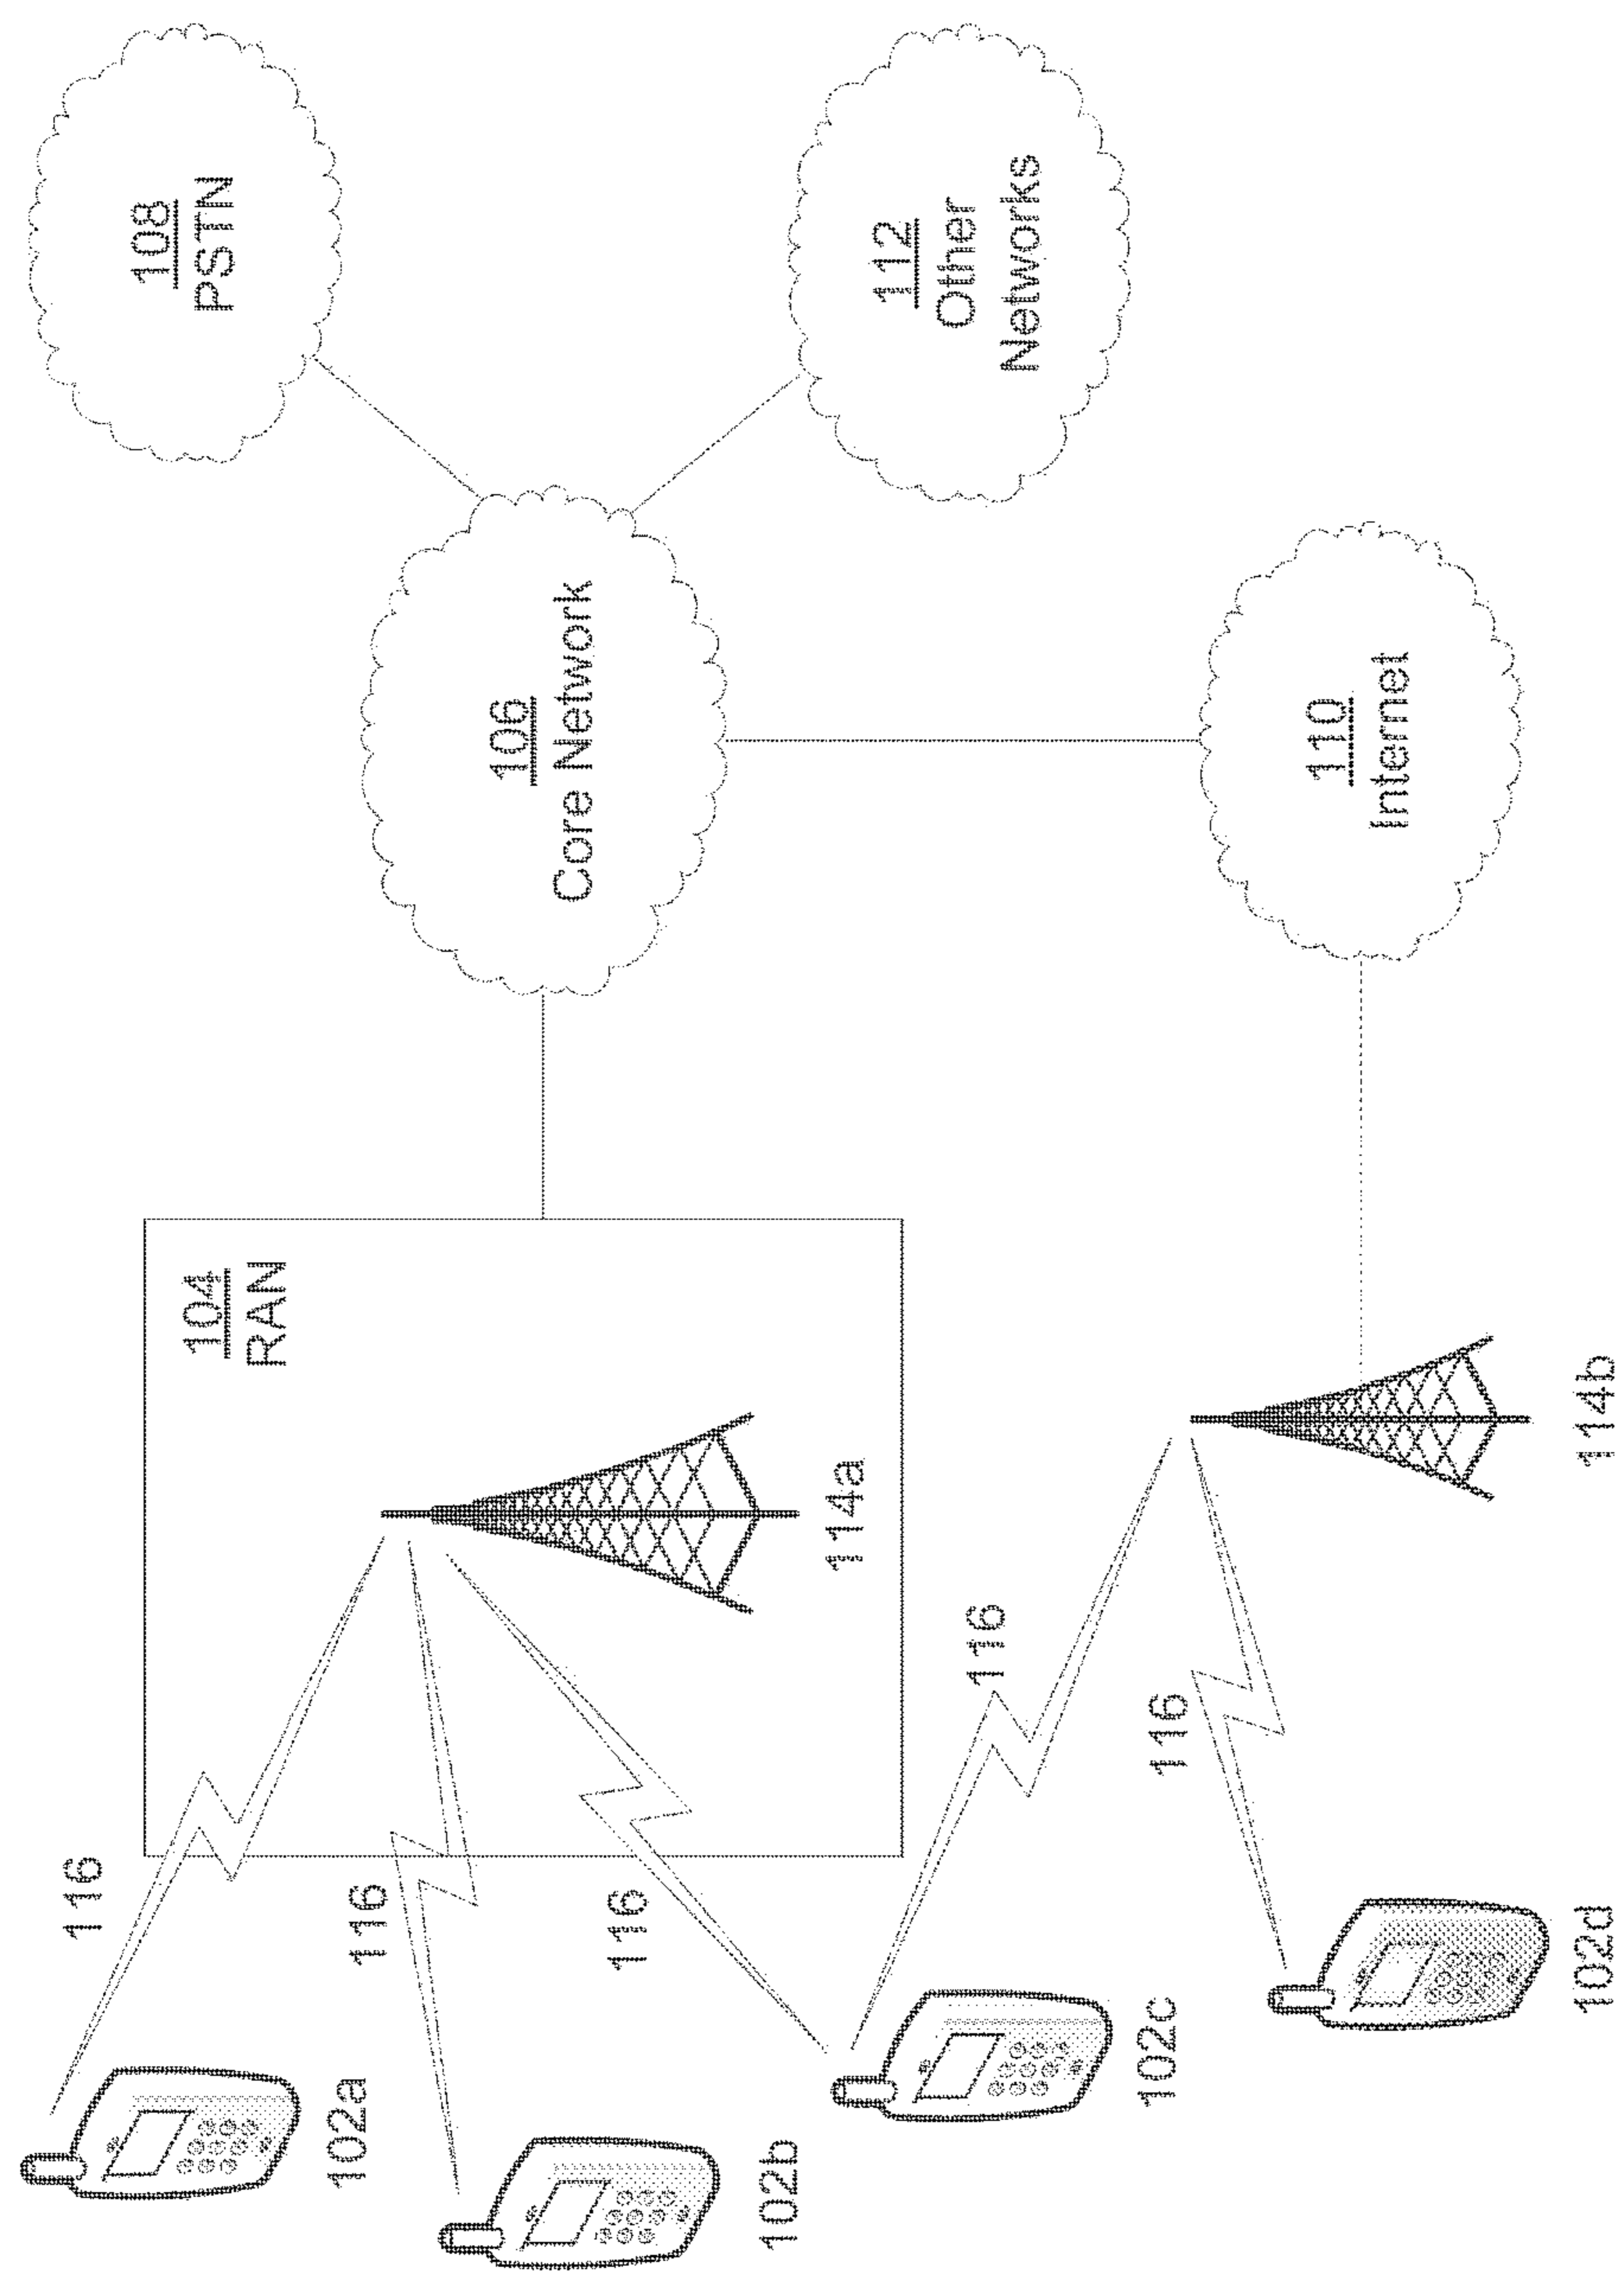 108
PSTN
106
Core Network
112
Other
Networks
110
Internet
104
RAN
114a
114b
116
116
116
116
116
102a
102b
102c
102d